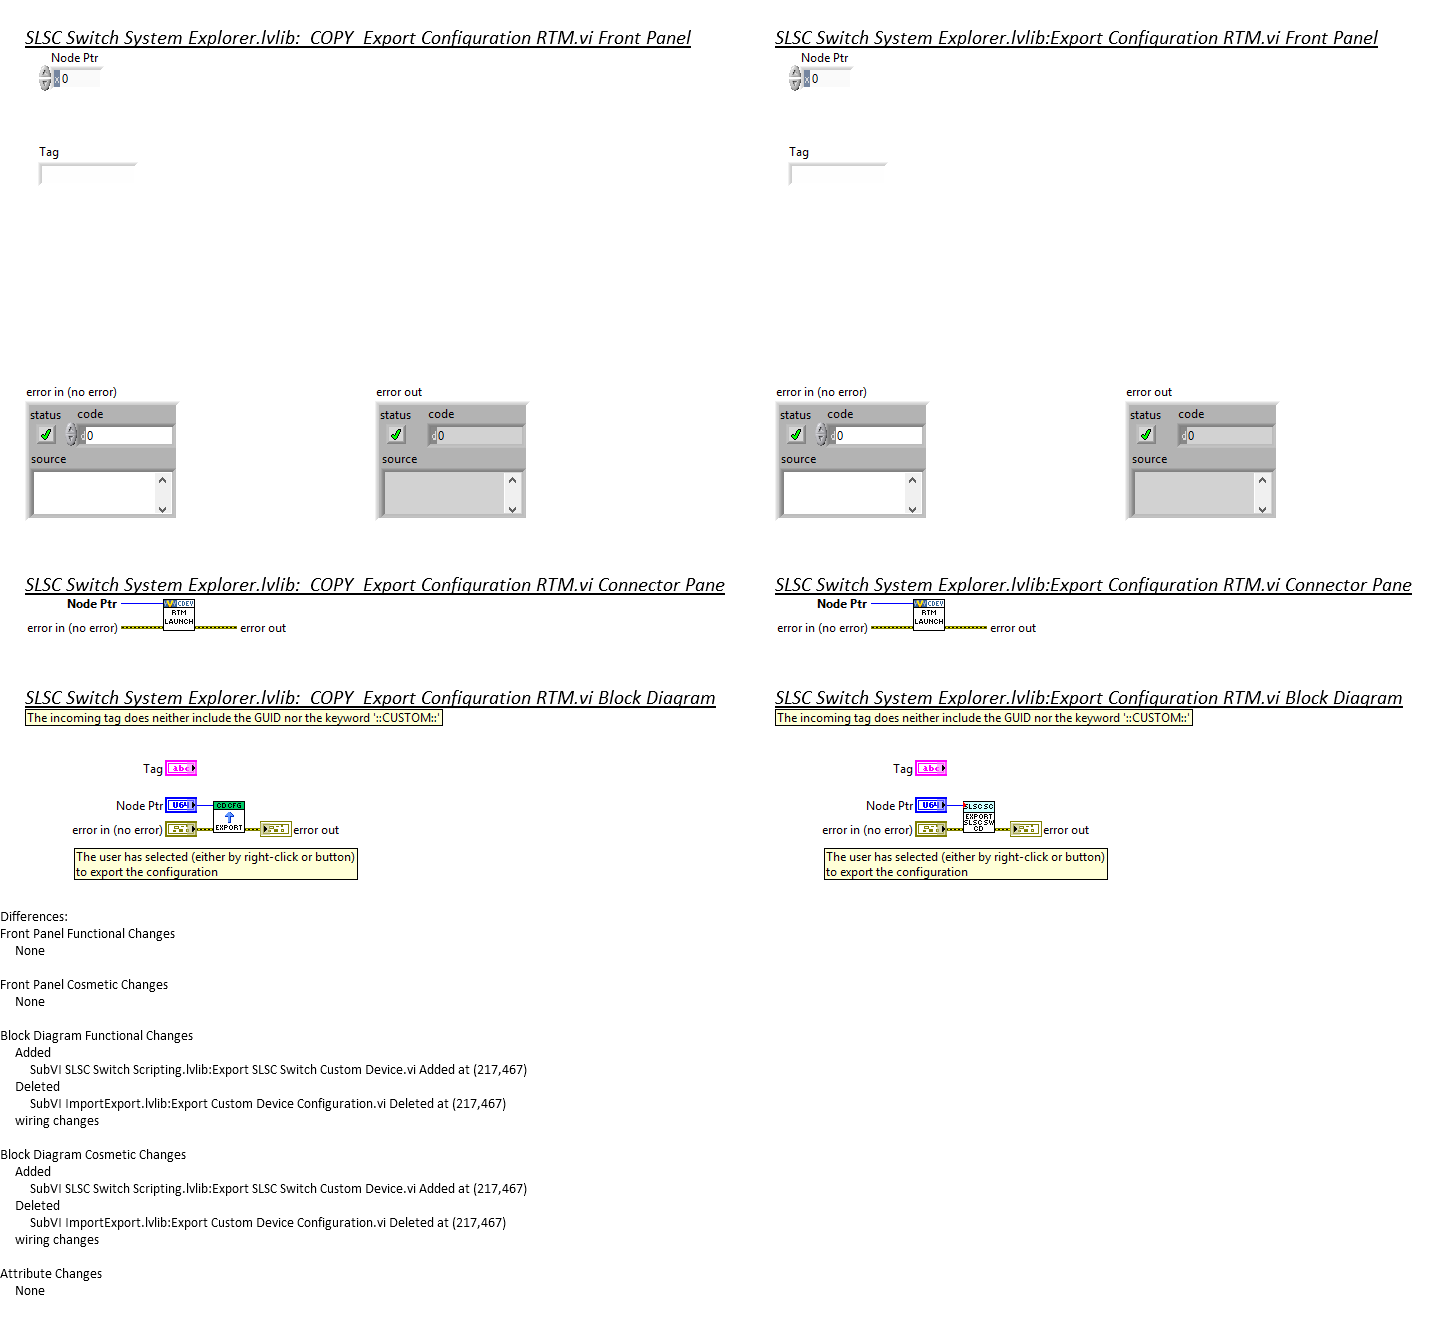 SLSC Switch System Explorer.lvlib:_COPY_Export Configuration RTM.vi Front Panel
Node Ptr
x 0
Tag
error in (no error)
status code
d 0
source
error out
status code
d 0
source
SLSC Switch System Explorer.lvlib:Export Configuration RTM.vi Front Panel
Node Ptr
x 0
Tag
error in (no error)
status code
d 0
source
error out
status code
d 0
source
SLSC Switch System Explorer.lvlib:_COPY_Export Configuration RTM.vi Connector Pane
Node Ptr
CDEV
RTM
LAUNCH
error in (no error)
error out
SLSC Switch System Explorer.lvlib:Export Configuration RTM.vi Connector Pane
Node Ptr
CDEV
RTM
LAUNCH
error in (no error)
error out
SLSC Switch System Explorer.lvlib:_COPY_Export Configuration RTM.vi Block Diagram
The incoming tag does neither include the GUID nor the keyword '::CUSTOM::'
Tag abc
Node Ptr U64
CD CFG
EXPORT
error in (no error)
error out
The user has selected (either by right-click or button)
to export the configuration
SLSC Switch System Explorer.lvlib:Export Configuration RTM.vi Block Diagram
The incoming tag does neither include the GUID nor the keyword '::CUSTOM::'
Tag abc
Node Ptr U64
SLSC SC
EXPORT
SLSC SW
CD
error in (no error)
error out
The user has selected (either by right-click or button)
to export the configuration
Differences:
Front Panel Functional Changes
None
Front Panel Cosmetic Changes
None
Block Diagram Functional Changes
Added
SubVI SLSC Switch Scripting.lvlib:Export SLSC Switch Custom Device.vi Added at (217,467)
Deleted
SubVI ImportExport.lvlib:Export Custom Device Configuration.vi Deleted at (217,467)
wiring changes
Block Diagram Cosmetic Changes
Added
SubVI SLSC Switch Scripting.lvlib:Export SLSC Switch Custom Device.vi Added at (217,467)
Deleted
SubVI ImportExport.lvlib:Export Custom Device Configuration.vi Deleted at (217,467)
wiring changes
Attribute Changes
None